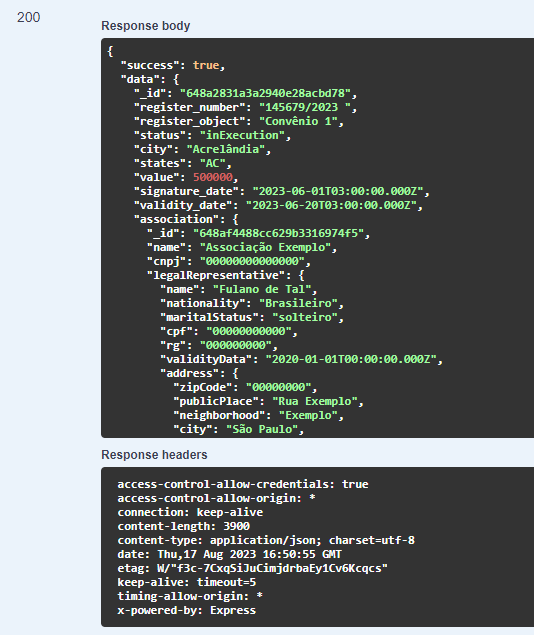 200
Response body
{
"success": true,
"data": {
"_id": "648a2831a3a2940e28acbd78",
"register_number": "145679/2023 ",
"register_object": "Convênio 1",
"status": "inExecution",
"city": "Acrelândia",
"states": "AC",
"value": 500000,
"signature_date": "2023-06-01T03:00:00.000Z",
"validity_date": "2023-06-20T03:00:00.000Z",
"association": {
"_id": "648af4488cc629b3316974f5",
"name": "Associação Exemplo",
"cnpj": "00000000000000",
"legalRepresentative": {
"name": "Fulano de Tal",
"nationality": "Brasileiro",
"maritalStatus": "solteiro",
"cpf": "00000000000",
"rg": "000000000",
"validityData": "2020-01-01T00:00:00.000Z",
"address": {
"zipCode": "00000000",
"publicPlace": "Rua Exemplo",
"neighborhood": "Exemplo",
"city": "São Paulo",
Response headers
access-control-allow-credentials: true
access-control-allow-origin: *
connection: keep-alive
content-length: 3900
content-type: application/json; charset=utf-8
date: Thu,17 Aug 2023 16:50:55 GMT
etag: W/"f3c-7CxqSiJuCimjdrbaEy1Cv6Kcqcs"
keep-alive: timeout=5
timing-allow-origin: *
x-powered-by: Express